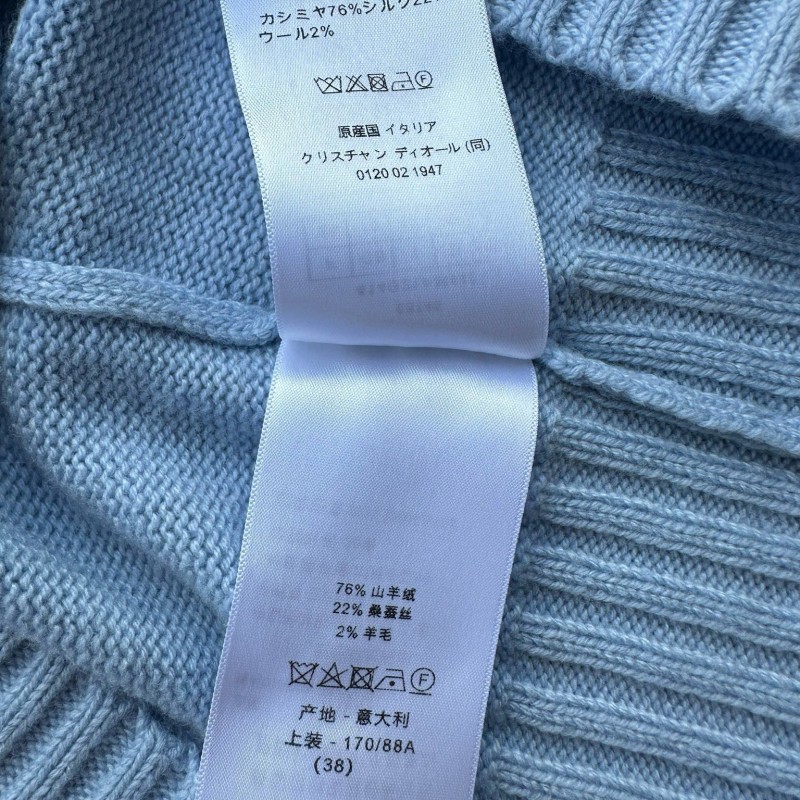 カシミヤ76%シルク22%
ウール2%
F
原産国 イタリア
クリスチャン ディオール (同)
0120 02 1947
76% 山羊绒
22% 桑蚕丝
2% 羊毛
F
产地 - 意大利
上装 - 170/88A
(38)